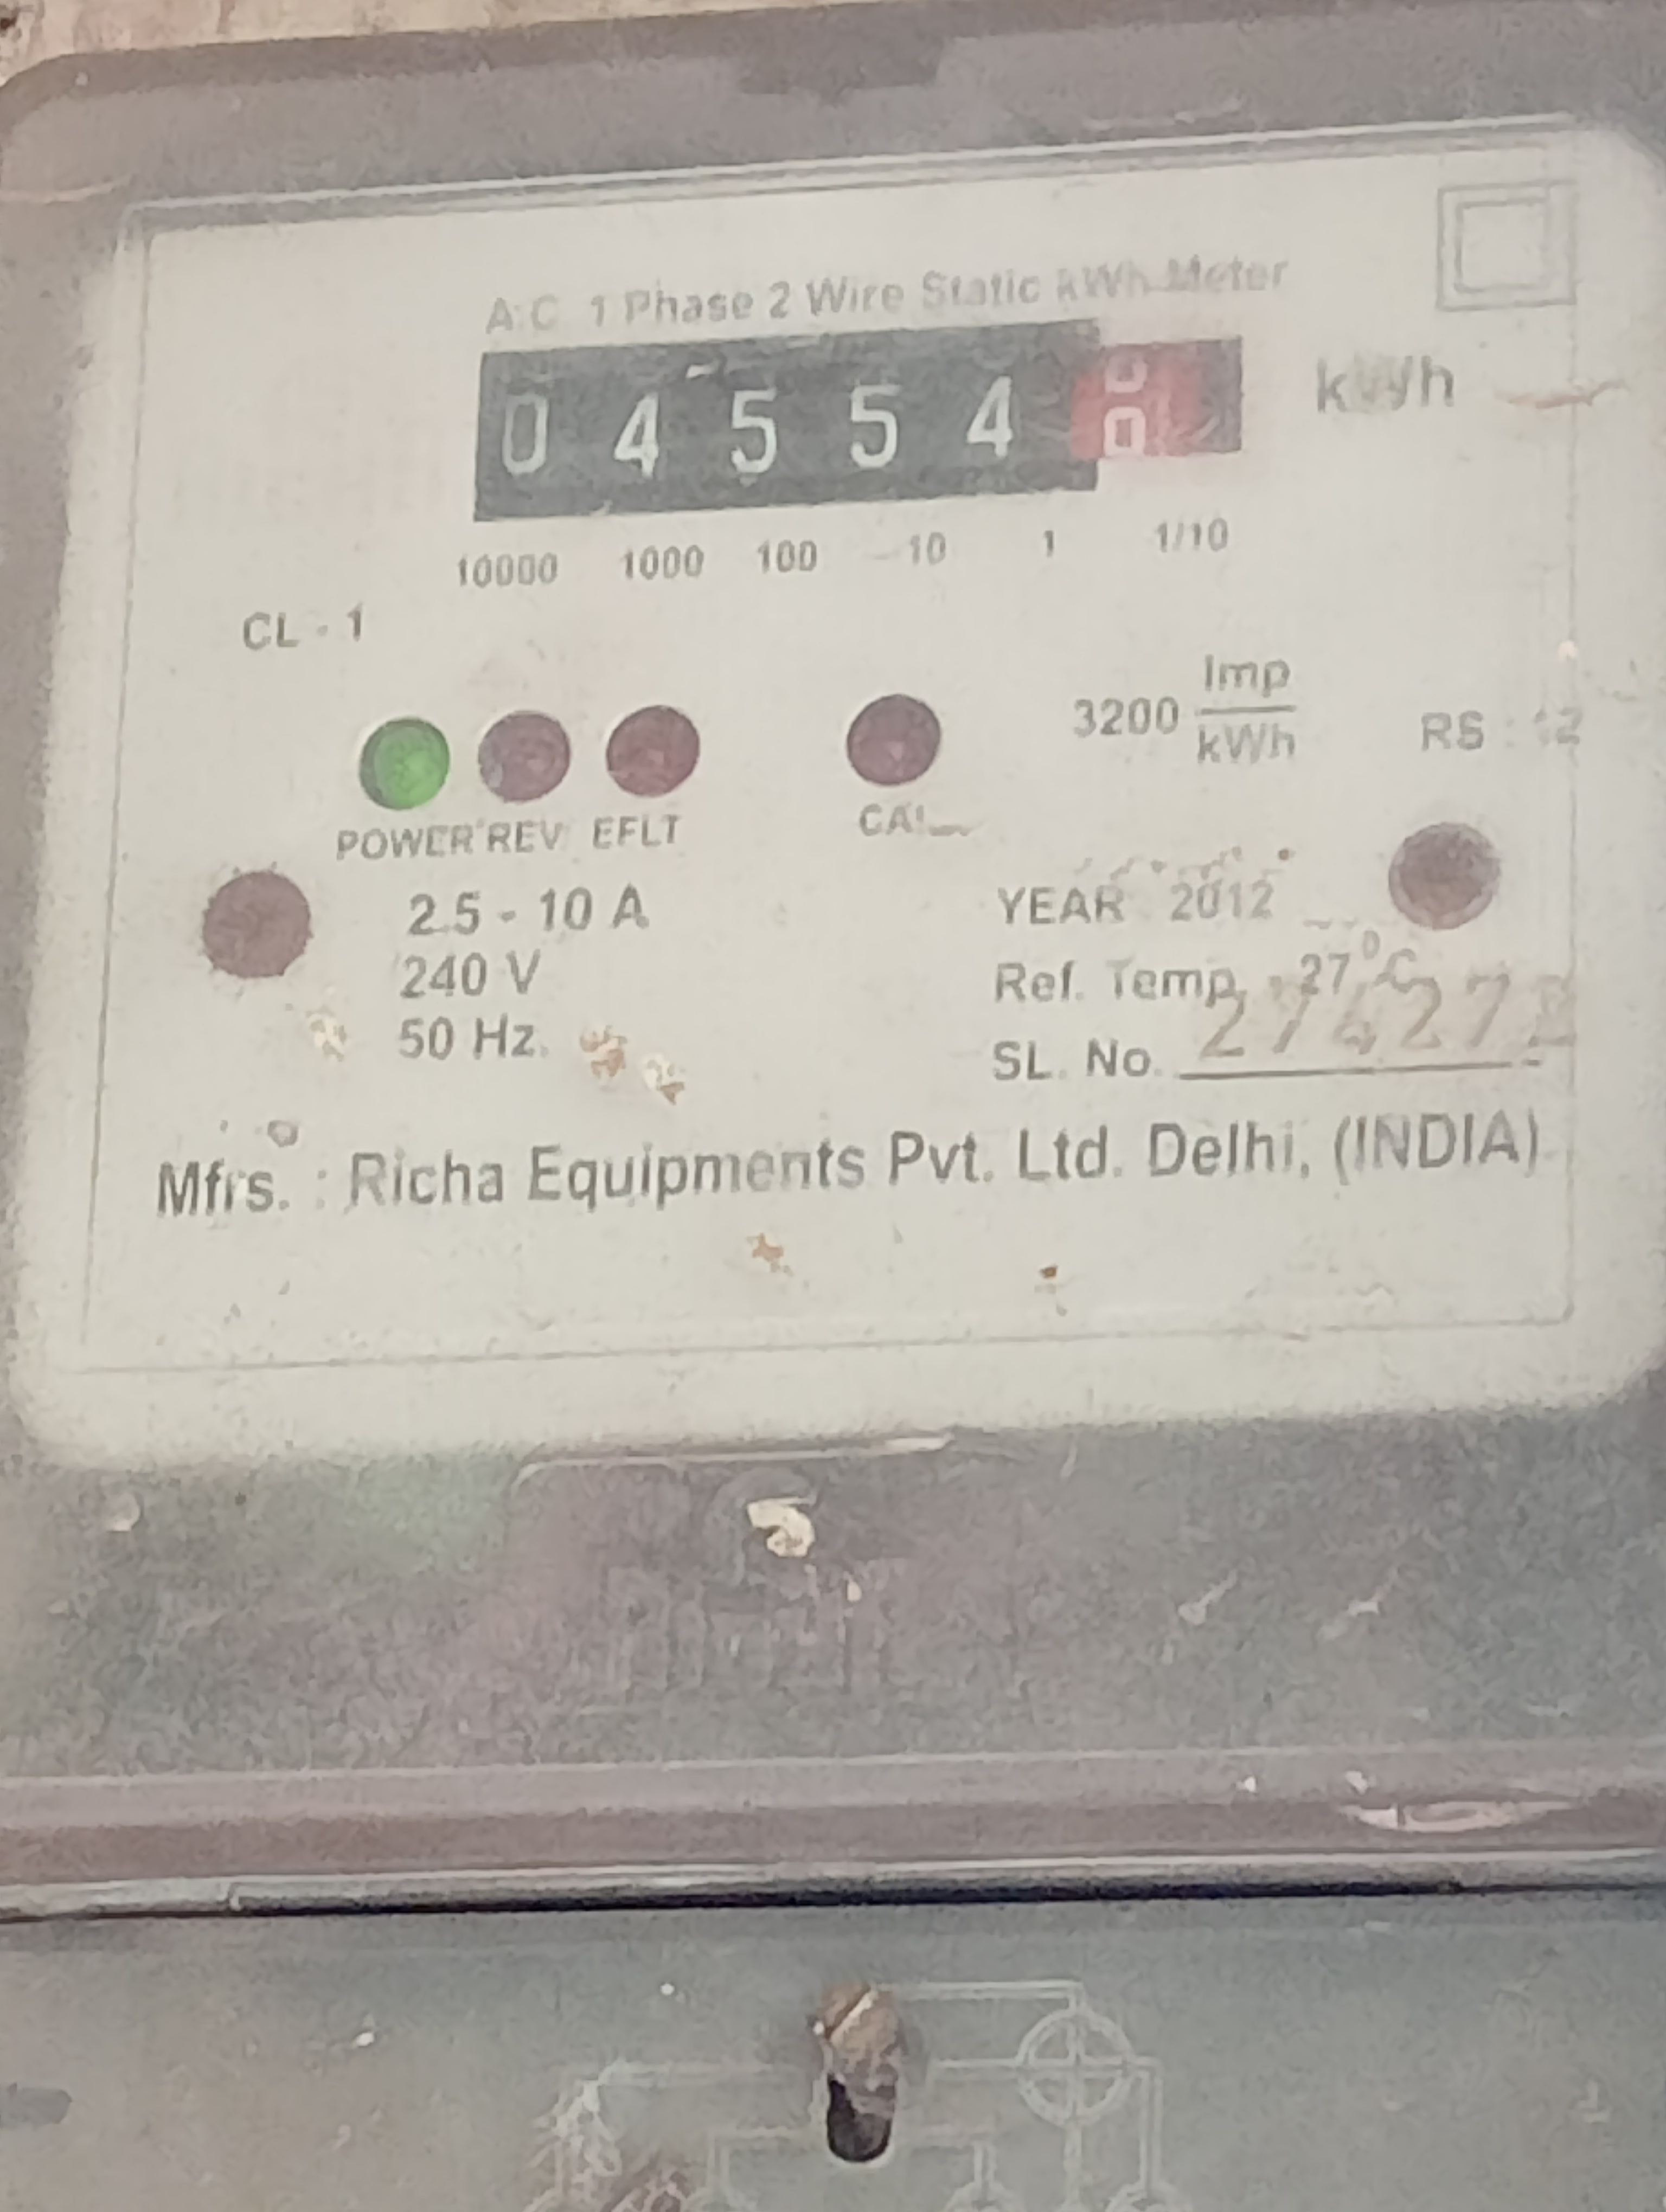 A.C. 1 Phase 2 Wire Static kWh Meter
0 4 5 5 4 kWh
10000 1000 100 10 1 1/10
CL - 1
3200 Imp/kWh RS : 12
POWER REV EFLT CAL
2.5 - 10 A
YEAR 2012
240 V
Ref. Temp. 27°C
50 Hz.
SL. No.
Mfrs. : Richa Equipments Pvt. Ltd. Delhi, (INDIA)